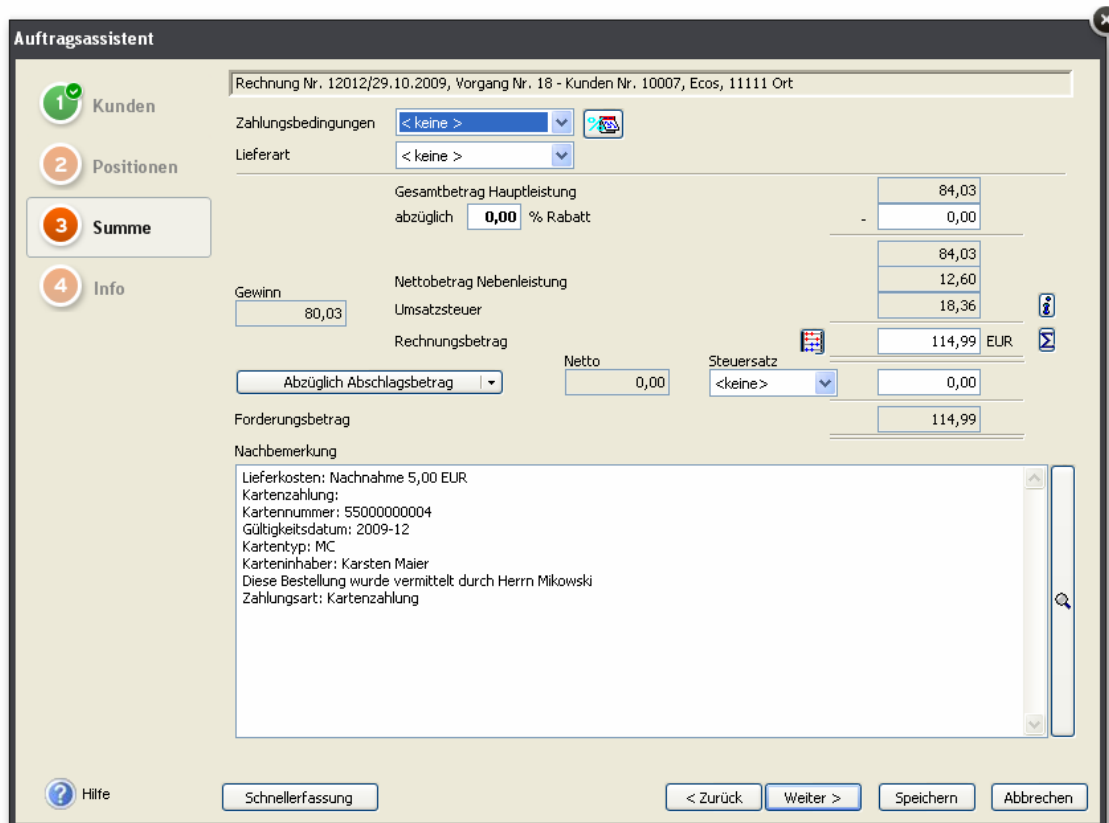 Auftragsassistent
1 Kunden
2 Positionen
3 Summe
4 Info
Rechnung Nr. 12012/29.10.2009, Vorgang Nr. 18 - Kunden Nr. 10007, Ecos, 11111 Ort
Zahlungsbedingungen < keine > %
Lieferart < keine >
Gesamtbetrag Hauptleistung 84,03
abzüglich 0,00 % Rabatt - 0,00
84,03
Nettobetrag Nebenleistung 12,60
Gewinn
80,03
Umsatzsteuer 18,36
Rechnungsbetrag 114,99 EUR Σ
Netto Steuersatz
Abzüglich Abschlagsbetrag 0,00 <keine> 0,00
Forderungsbetrag 114,99
Nachbemerkung
Lieferkosten: Nachnahme 5,00 EUR
Kartenzahlung:
Kartennummer: 55000000004
Gültigkeitsdatum: 2009-12
Kartentyp: MC
Karteninhaber: Karsten Maier
Diese Bestellung wurde vermittelt durch Herrn Mikowski
Zahlungsart: Kartenzahlung
? Hilfe Schnellerfassung < Zurück Weiter > Speichern Abbrechen